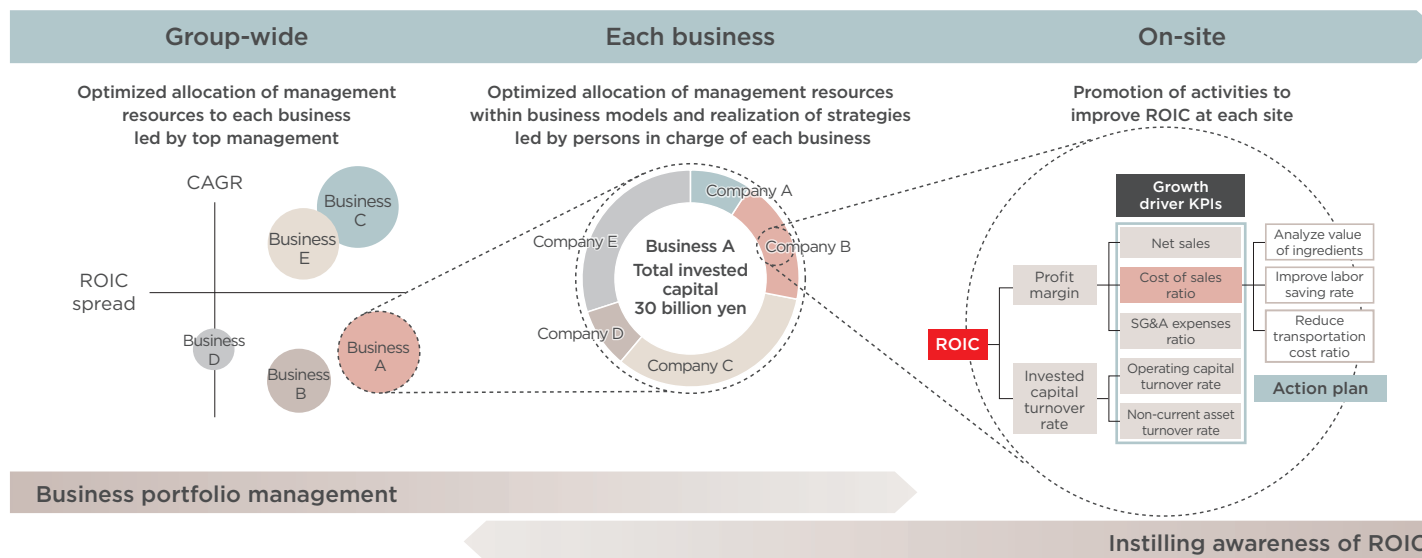 Group-wide
Each business
On-site
Optimized allocation of management
resources to each business
led by top management
Optimized allocation of management resources
within business models and realization of strategies
led by persons in charge of each business
Promotion of activities to
improve ROIC at each site
CAGR
ROIC
spread
Business
C
Business
E
Business
D
Business
B
Business
A
Company A
Company B
Company C
Company D
Company E
Business A
Total invested
capital
30 billion yen
Growth
driver KPIs
ROIC
Profit
margin
Invested
capital
turnover
rate
Net sales
Cost of sales
ratio
SG&A expenses
ratio
Operating capital
turnover rate
Non-current asset
turnover rate
Analyze value
of ingredients
Improve labor
saving rate
Reduce
transportation
cost ratio
Action plan
Business portfolio management
Instilling awareness of ROIC